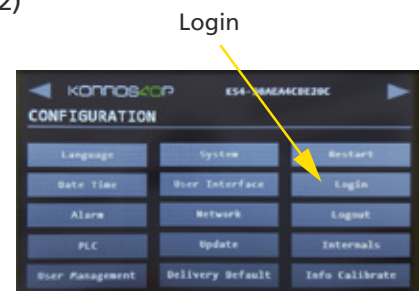 2)
Login
KONNOS4OP
CONFIGURATION
Language System Restart
Date Time User Interface Login
Alarm Network Logout
PLC Update Internals
User Management Delivery Default Info Calibrate